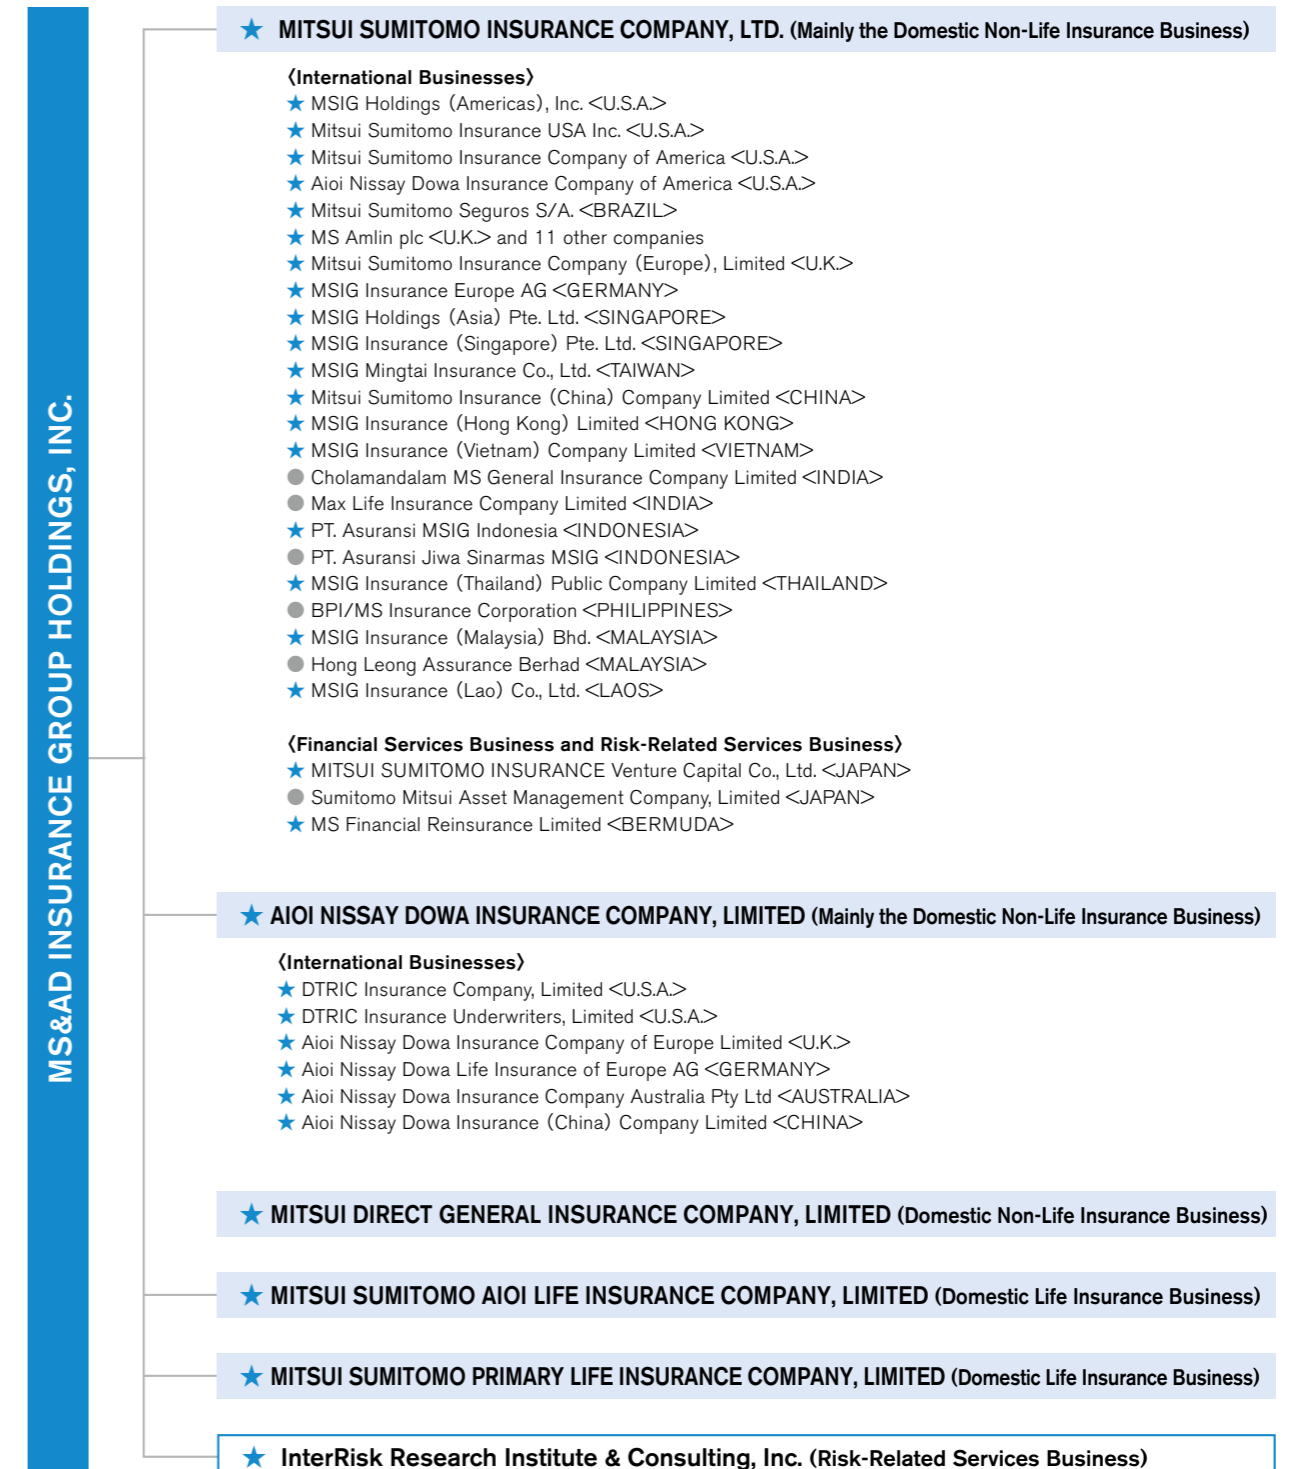 MS&AD INSURANCE GROUP HOLDINGS, INC.
★ MITSUI SUMITOMO INSURANCE COMPANY, LTD. (Mainly the Domestic Non-Life Insurance Business)
〈International Businesses〉
★ MSIG Holdings (Americas), Inc. <U.S.A.>
★ Mitsui Sumitomo Insurance USA Inc. <U.S.A.>
★ Mitsui Sumitomo Insurance Company of America <U.S.A.>
★ Aioi Nissay Dowa Insurance Company of America <U.S.A.>
★ Mitsui Sumitomo Seguros S/A. <BRAZIL>
★ MS Amlin plc <U.K.> and 11 other companies
★ Mitsui Sumitomo Insurance Company (Europe), Limited <U.K.>
★ MSIG Insurance Europe AG <GERMANY>
★ MSIG Holdings (Asia) Pte. Ltd. <SINGAPORE>
★ MSIG Insurance (Singapore) Pte. Ltd. <SINGAPORE>
★ MSIG Mingtai Insurance Co., Ltd. <TAIWAN>
★ Mitsui Sumitomo Insurance (China) Company Limited <CHINA>
★ MSIG Insurance (Hong Kong) Limited <HONG KONG>
★ MSIG Insurance (Vietnam) Company Limited <VIETNAM>
● Cholamandalam MS General Insurance Company Limited <INDIA>
● Max Life Insurance Company Limited <INDIA>
★ PT. Asuransi MSIG Indonesia <INDONESIA>
● PT. Asuransi Jiwa Sinarmas MSIG <INDONESIA>
★ MSIG Insurance (Thailand) Public Company Limited <THAILAND>
● BPI/MS Insurance Corporation <PHILIPPINES>
★ MSIG Insurance (Malaysia) Bhd. <MALAYSIA>
● Hong Leong Assurance Berhad <MALAYSIA>
★ MSIG Insurance (Lao) Co., Ltd. <LAOS>
〈Financial Services Business and Risk-Related Services Business〉
★ MITSUI SUMITOMO INSURANCE Venture Capital Co., Ltd. <JAPAN>
● Sumitomo Mitsui Asset Management Company, Limited <JAPAN>
★ MS Financial Reinsurance Limited <BERMUDA>
★ AIOI NISSAY DOWA INSURANCE COMPANY, LIMITED (Mainly the Domestic Non-Life Insurance Business)
〈International Businesses〉
★ DTRIC Insurance Company, Limited <U.S.A.>
★ DTRIC Insurance Underwriters, Limited <U.S.A.>
★ Aioi Nissay Dowa Insurance Company of Europe Limited <U.K.>
★ Aioi Nissay Dowa Life Insurance of Europe AG <GERMANY>
★ Aioi Nissay Dowa Insurance Company Australia Pty Ltd <AUSTRALIA>
★ Aioi Nissay Dowa Insurance (China) Company Limited <CHINA>
★ MITSUI DIRECT GENERAL INSURANCE COMPANY, LIMITED (Domestic Non-Life Insurance Business)
★ MITSUI SUMITOMO AIOI LIFE INSURANCE COMPANY, LIMITED (Domestic Life Insurance Business)
★ MITSUI SUMITOMO PRIMARY LIFE INSURANCE COMPANY, LIMITED (Domestic Life Insurance Business)
★ InterRisk Research Institute & Consulting, Inc. (Risk-Related Services Business)